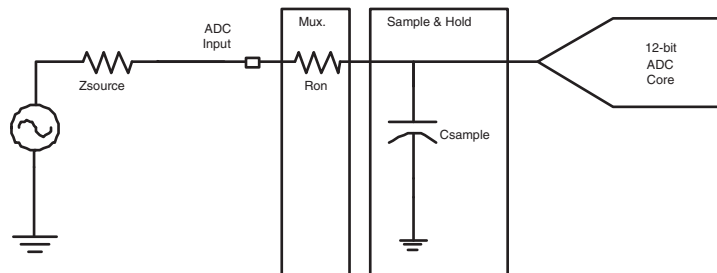 ADC
Input
Mux.
Sample & Hold
12-bit
ADC
Core
Zsource
Ron
Csample